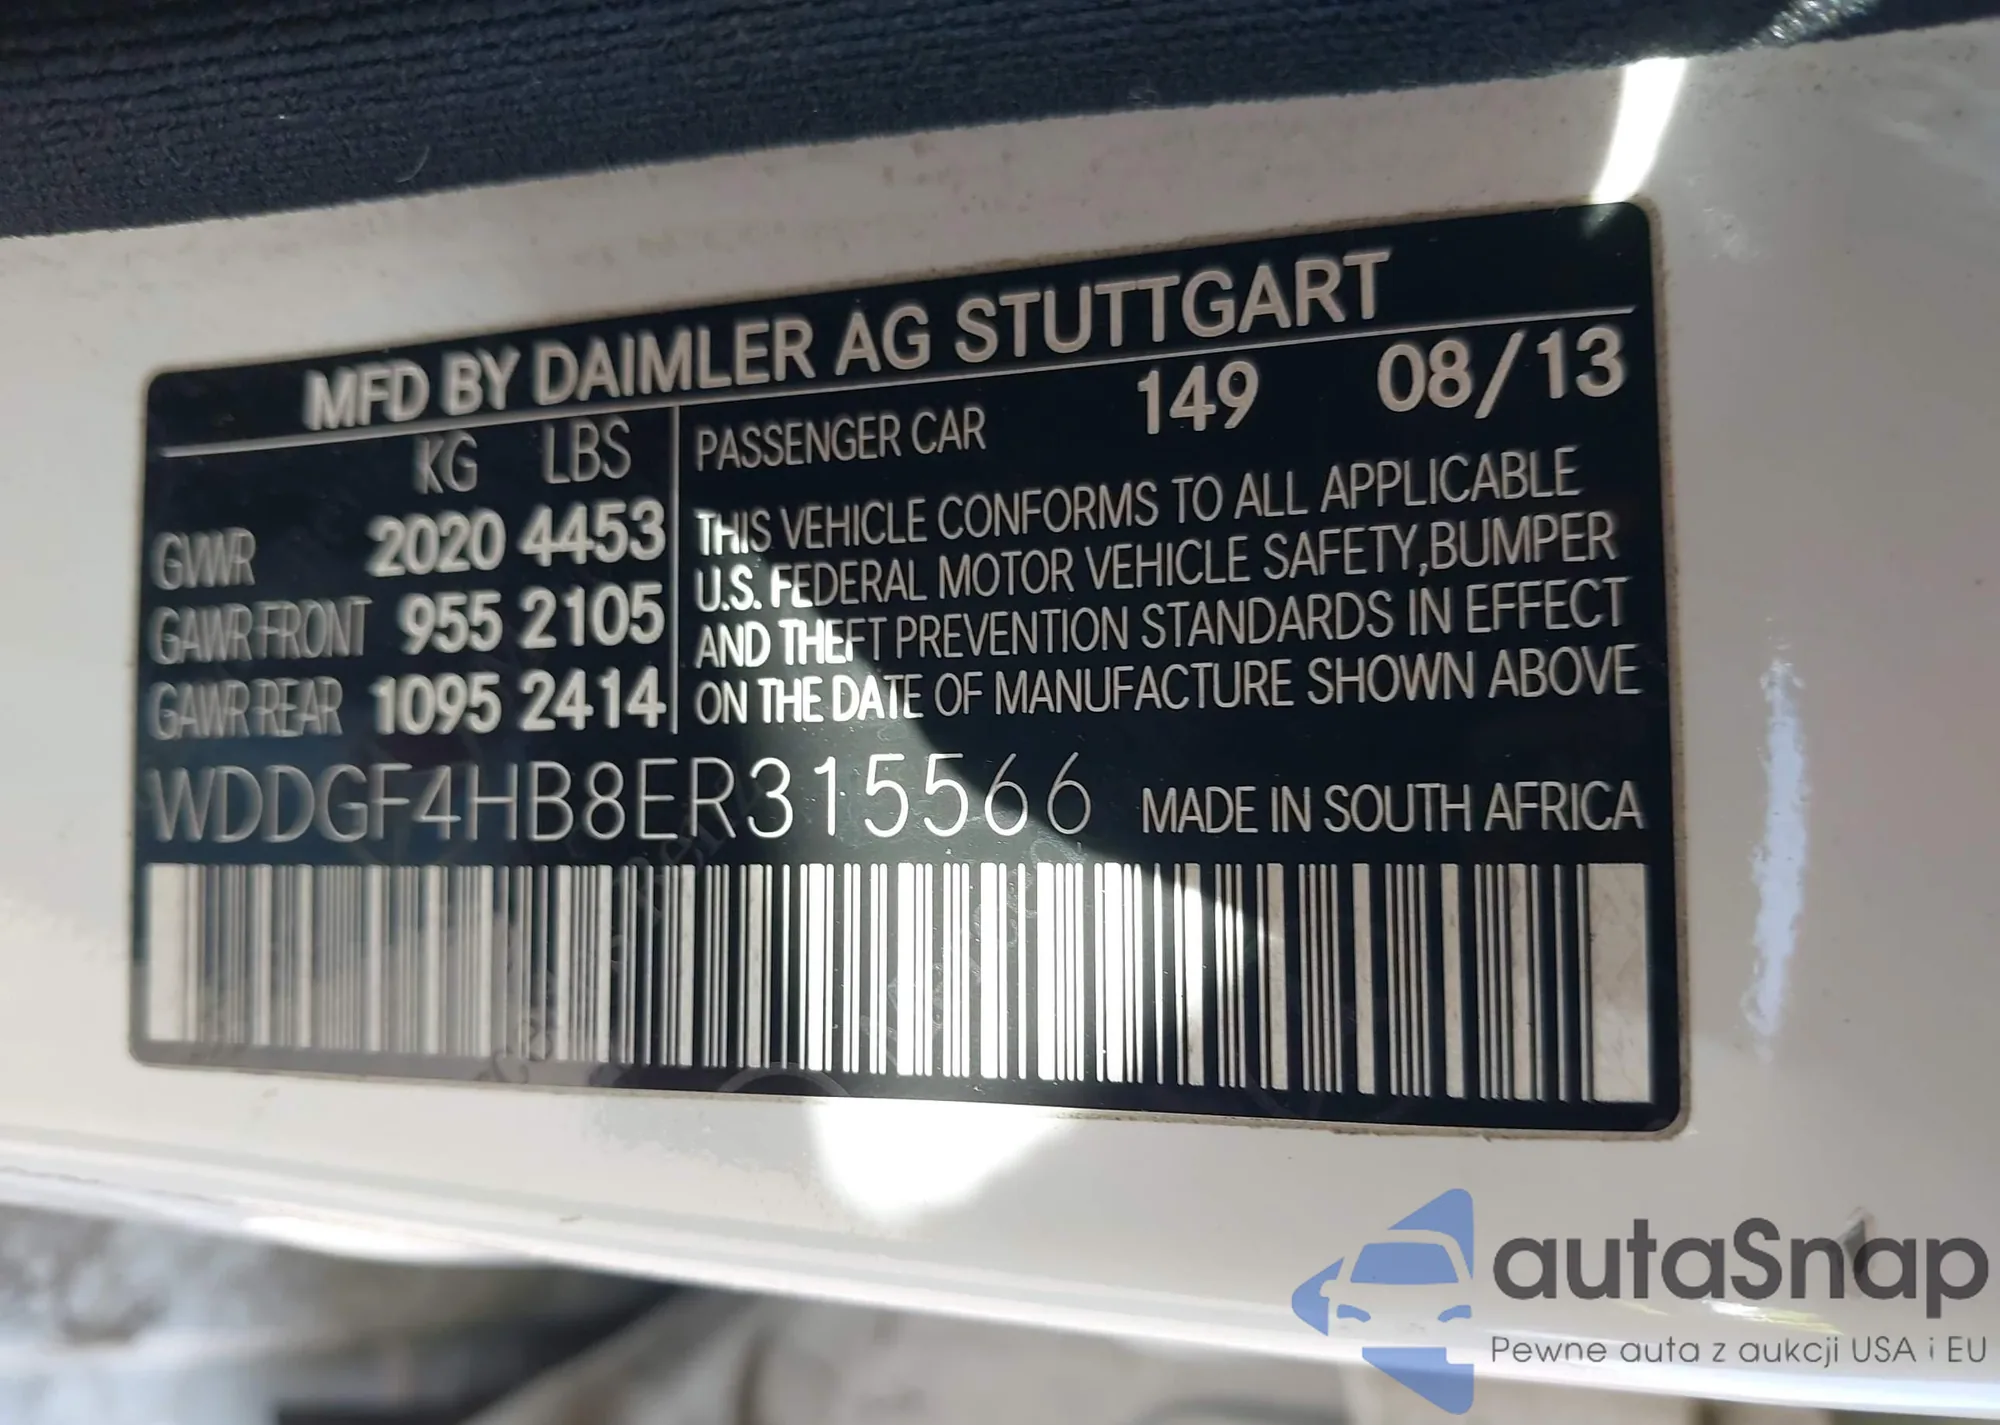 MFD BY DAIMLER AG STUTTGART
KG LBS
GVWR 2020 4453
GAWR FRONT 955 2105
GAWR REAR 1095 2414
PASSENGER CAR 149 08/13
THIS VEHICLE CONFORMS TO ALL APPLICABLE
U.S. FEDERAL MOTOR VEHICLE SAFETY,BUMPER
AND THEFT PREVENTION STANDARDS IN EFFECT
ON THE DATE OF MANUFACTURE SHOWN ABOVE
WDDGF4HB8ER315566 MADE IN SOUTH AFRICA
autaSnap
Pewne auta z aukcji USA i EU